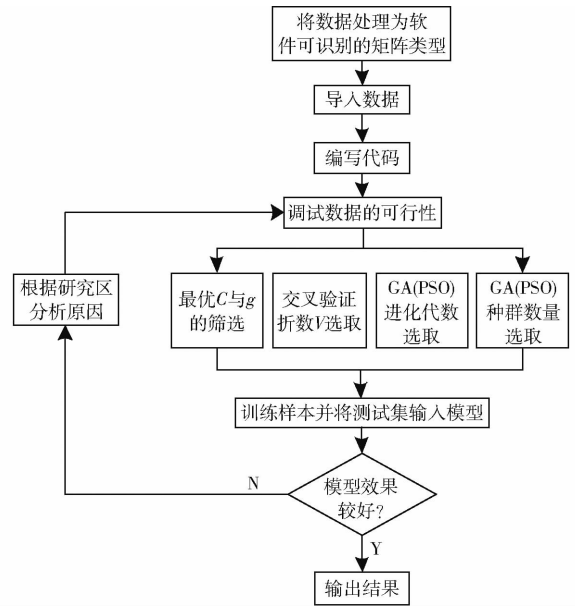 将数据处理为软
件可识别的矩阵类型
导入数据
编写代码
调试数据的可行性
根据研究区
分析原因
最优C与g
的筛选
交叉验证
折数V选取
GA(PSO)
进化代数
选取
GA(PSO)
种群数量
选取
训练样本并将测试集输入模型
N
模型效果
较好?
Y
输出结果